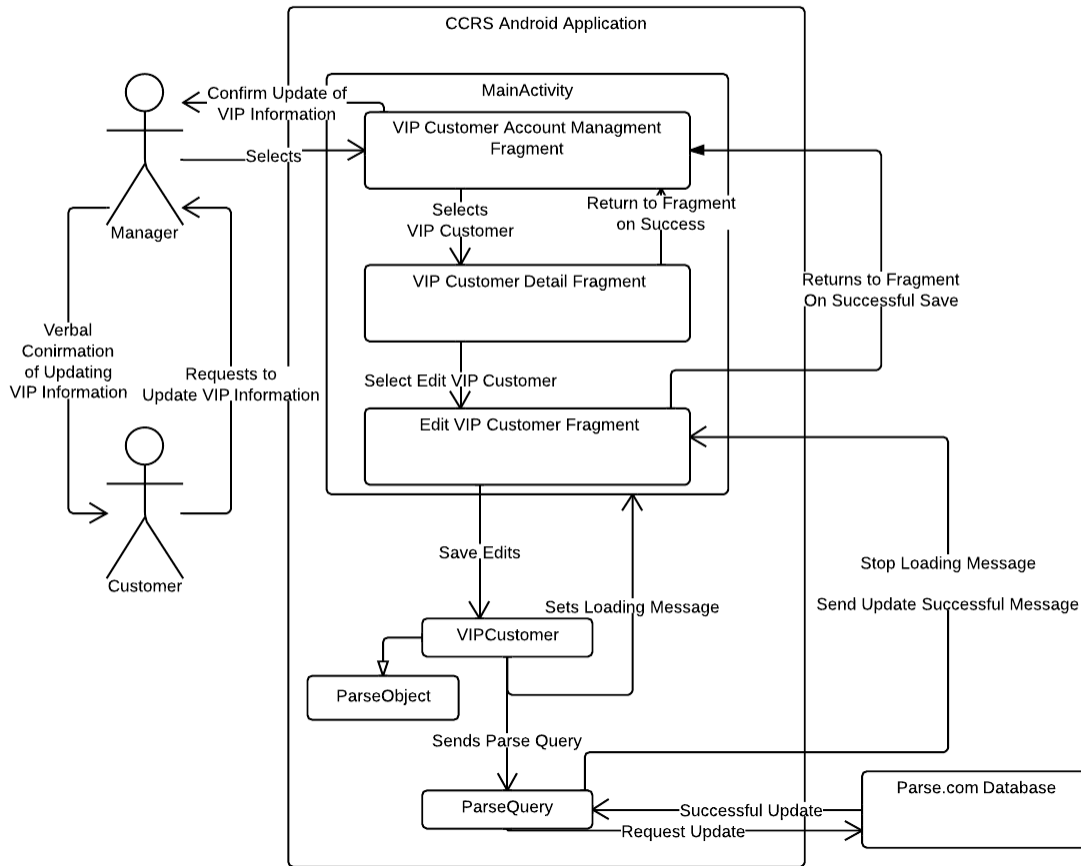 CCRS Android Application
MainActivity
Confirm Update of
VIP Information
VIP Customer Account Managment
Fragment
Selects
Manager
Selects
VIP Customer
Return to Fragment
on Success
VIP Customer Detail Fragment
Returns to Fragment
On Successful Save
Verbal
Conirmation
of Updating
VIP Information
Requests to
Update VIP Information
Select Edit VIP Customer
Edit VIP Customer Fragment
Customer
Save Edits
Stop Loading Message
Send Update Successful Message
Sets Loading Message
VIPCustomer
ParseObject
Sends Parse Query
ParseQuery
Parse.com Database
Successful Update
Request Update